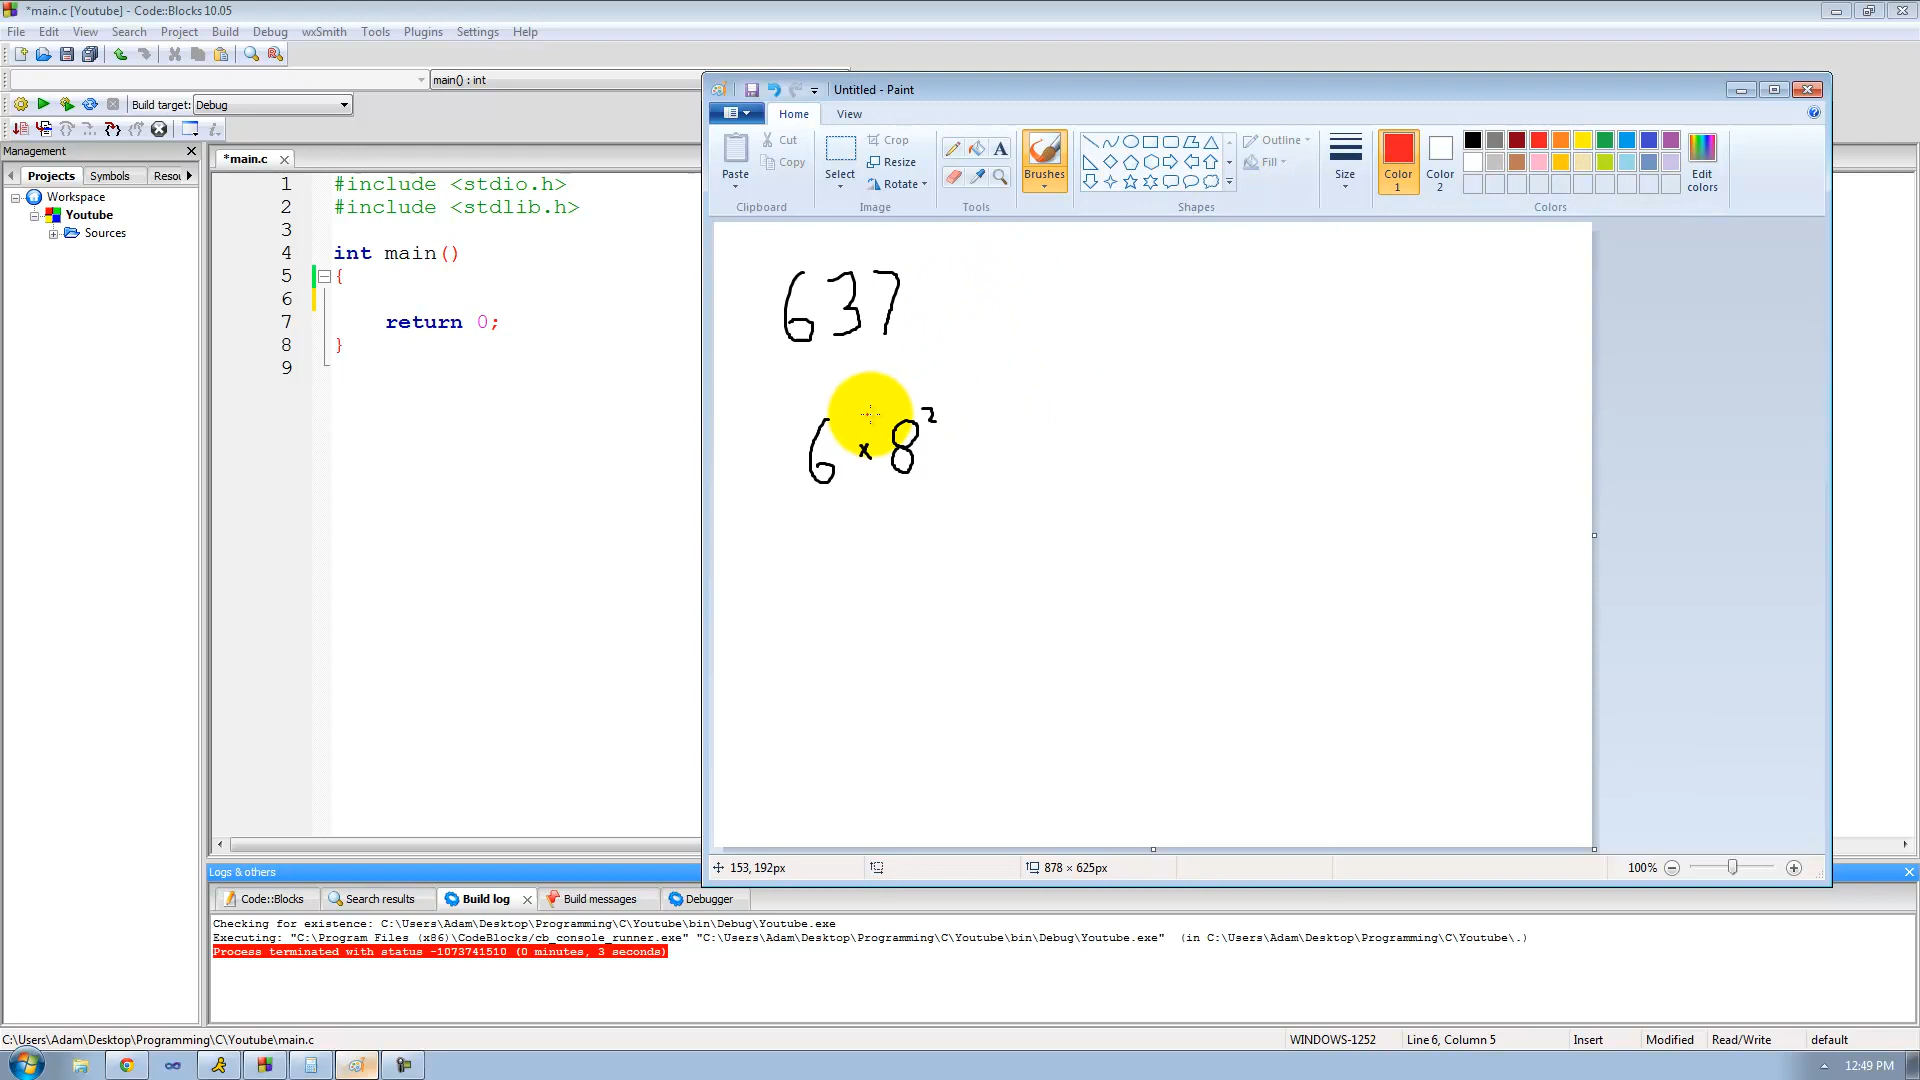 *main.c [Youtube] - Code::Blocks 10.05
File Edit View Search Project Build Debug wxSmith Tools Plugins Settings Help
main() : int
Build target: Debug
Management
Projects Symbols Resou
Workspace
Youtube
Sources
*main.c
1 #include <stdio.h>
2 #include <stdlib.h>
3
4 int main()
5 {
6
7 return 0;
8 }
9
Untitled - Paint
Home View
Paste Cut Copy
Clipboard
Select Crop Resize Rotate
Image
A
Tools
Brushes
Shapes
Outline
Fill
Size
Color 1
Color 2
Edit colors
Colors
637
6 x 8²
153, 192px
878 × 625px
100%
Logs & others
Code::Blocks Search results Build log Build messages Debugger
Checking for existence: C:\Users\Adam\Desktop\Programming\C\Youtube\bin\Debug\Youtube.exe
Executing: "C:\Program Files (x86)\CodeBlocks/cb_console_runner.exe" "C:\Users\Adam\Desktop\Programming\C\Youtube\bin\Debug\Youtube.exe"  (in C:\Users\Adam\Desktop\Programming\C\Youtube\.)
Process terminated with status -1073741510 (0 minutes, 3 seconds)
C:\Users\Adam\Desktop\Programming\C\Youtube\main.c WINDOWS-1252 Line 6, Column 5 Insert Modified Read/Write default
12:49 PM